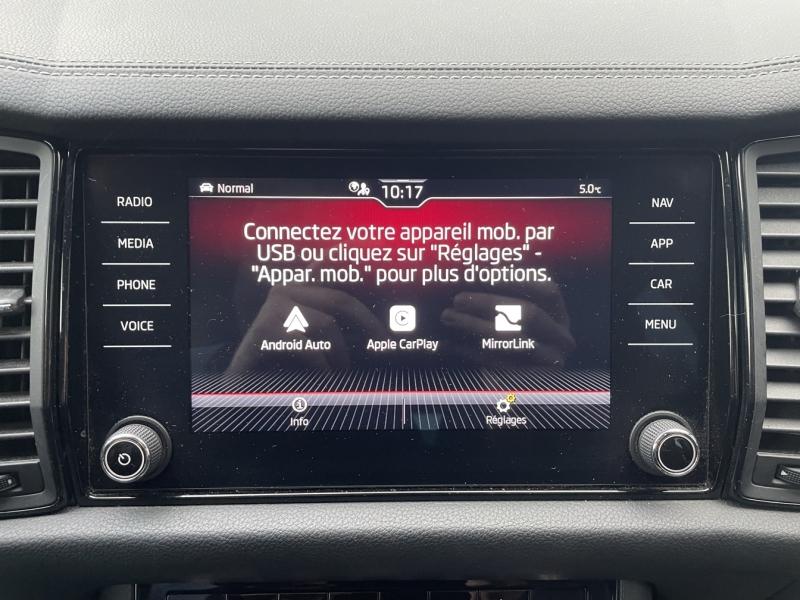 RADIO
MEDIA
PHONE
VOICE
Normal 10:17 5.0°C
Connectez votre appareil mob. par
USB ou cliquez sur "Réglages" -
"Appar. mob." pour plus d'options.
Android Auto Apple CarPlay MirrorLink
Info Réglages
NAV
APP
CAR
MENU